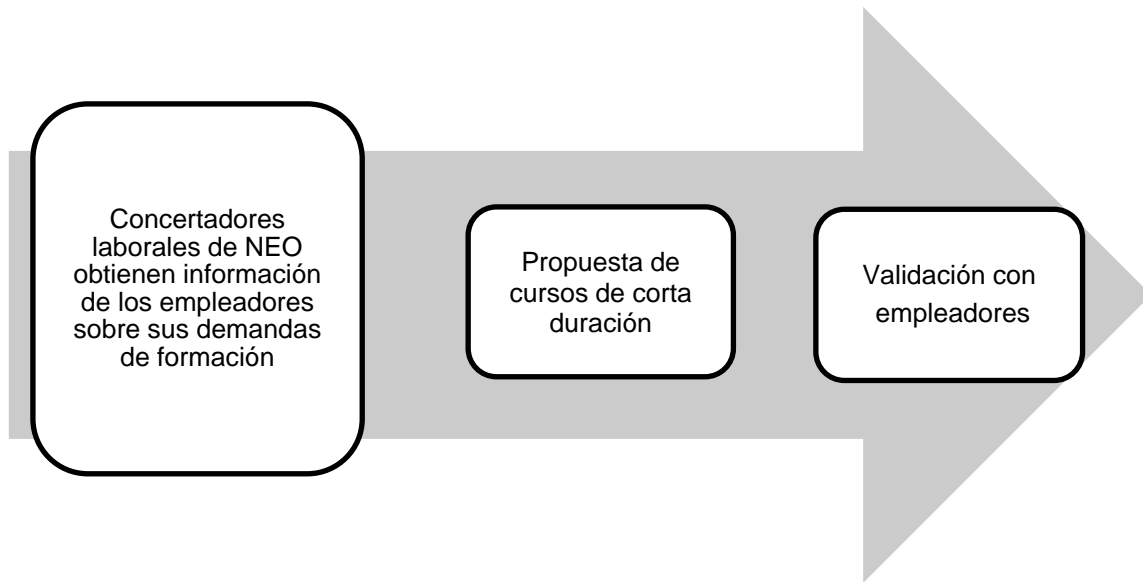 Concertadores
laborales de NEO
obtienen información
de los empleadores
sobre sus demandas
de formación
Propuesta de
cursos de corta
duración
Validación con
empleadores